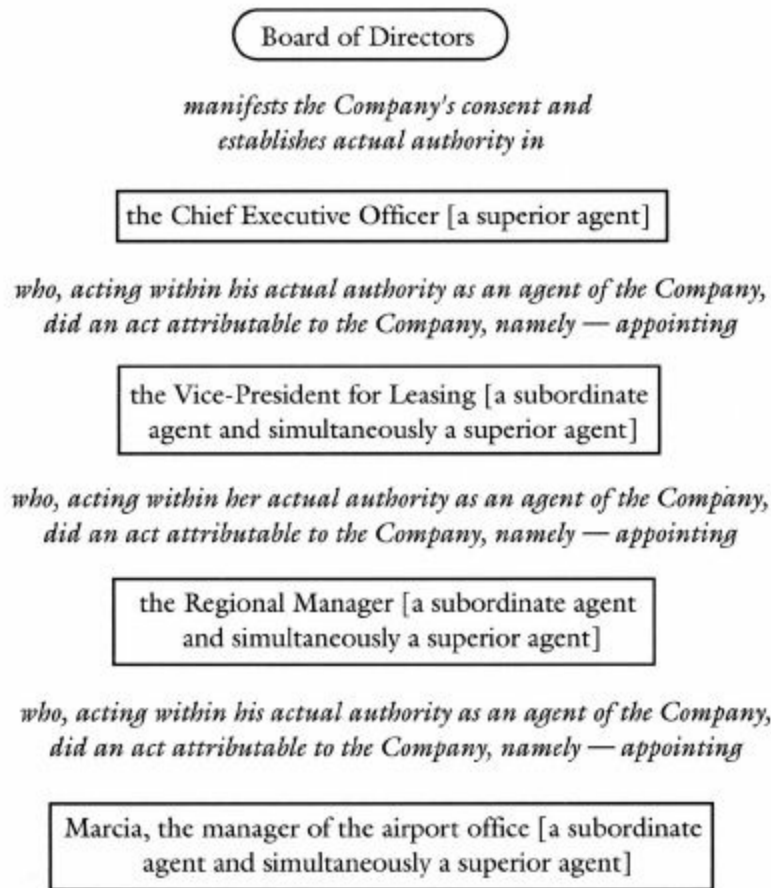 Board of Directors
manifests the Company's consent and
establishes actual authority in
the Chief Executive Officer [a superior agent]
who, acting within his actual authority as an agent of the Company,
did an act attributable to the Company, namely — appointing
the Vice-President for Leasing [a subordinate
agent and simultaneously a superior agent]
who, acting within her actual authority as an agent of the Company,
did an act attributable to the Company, namely — appointing
the Regional Manager [a subordinate agent
and simultaneously a superior agent]
who, acting within his actual authority as an agent of the Company,
did an act attributable to the Company, namely — appointing
Marcia, the manager of the airport office [a subordinate
agent and simultaneously a superior agent]